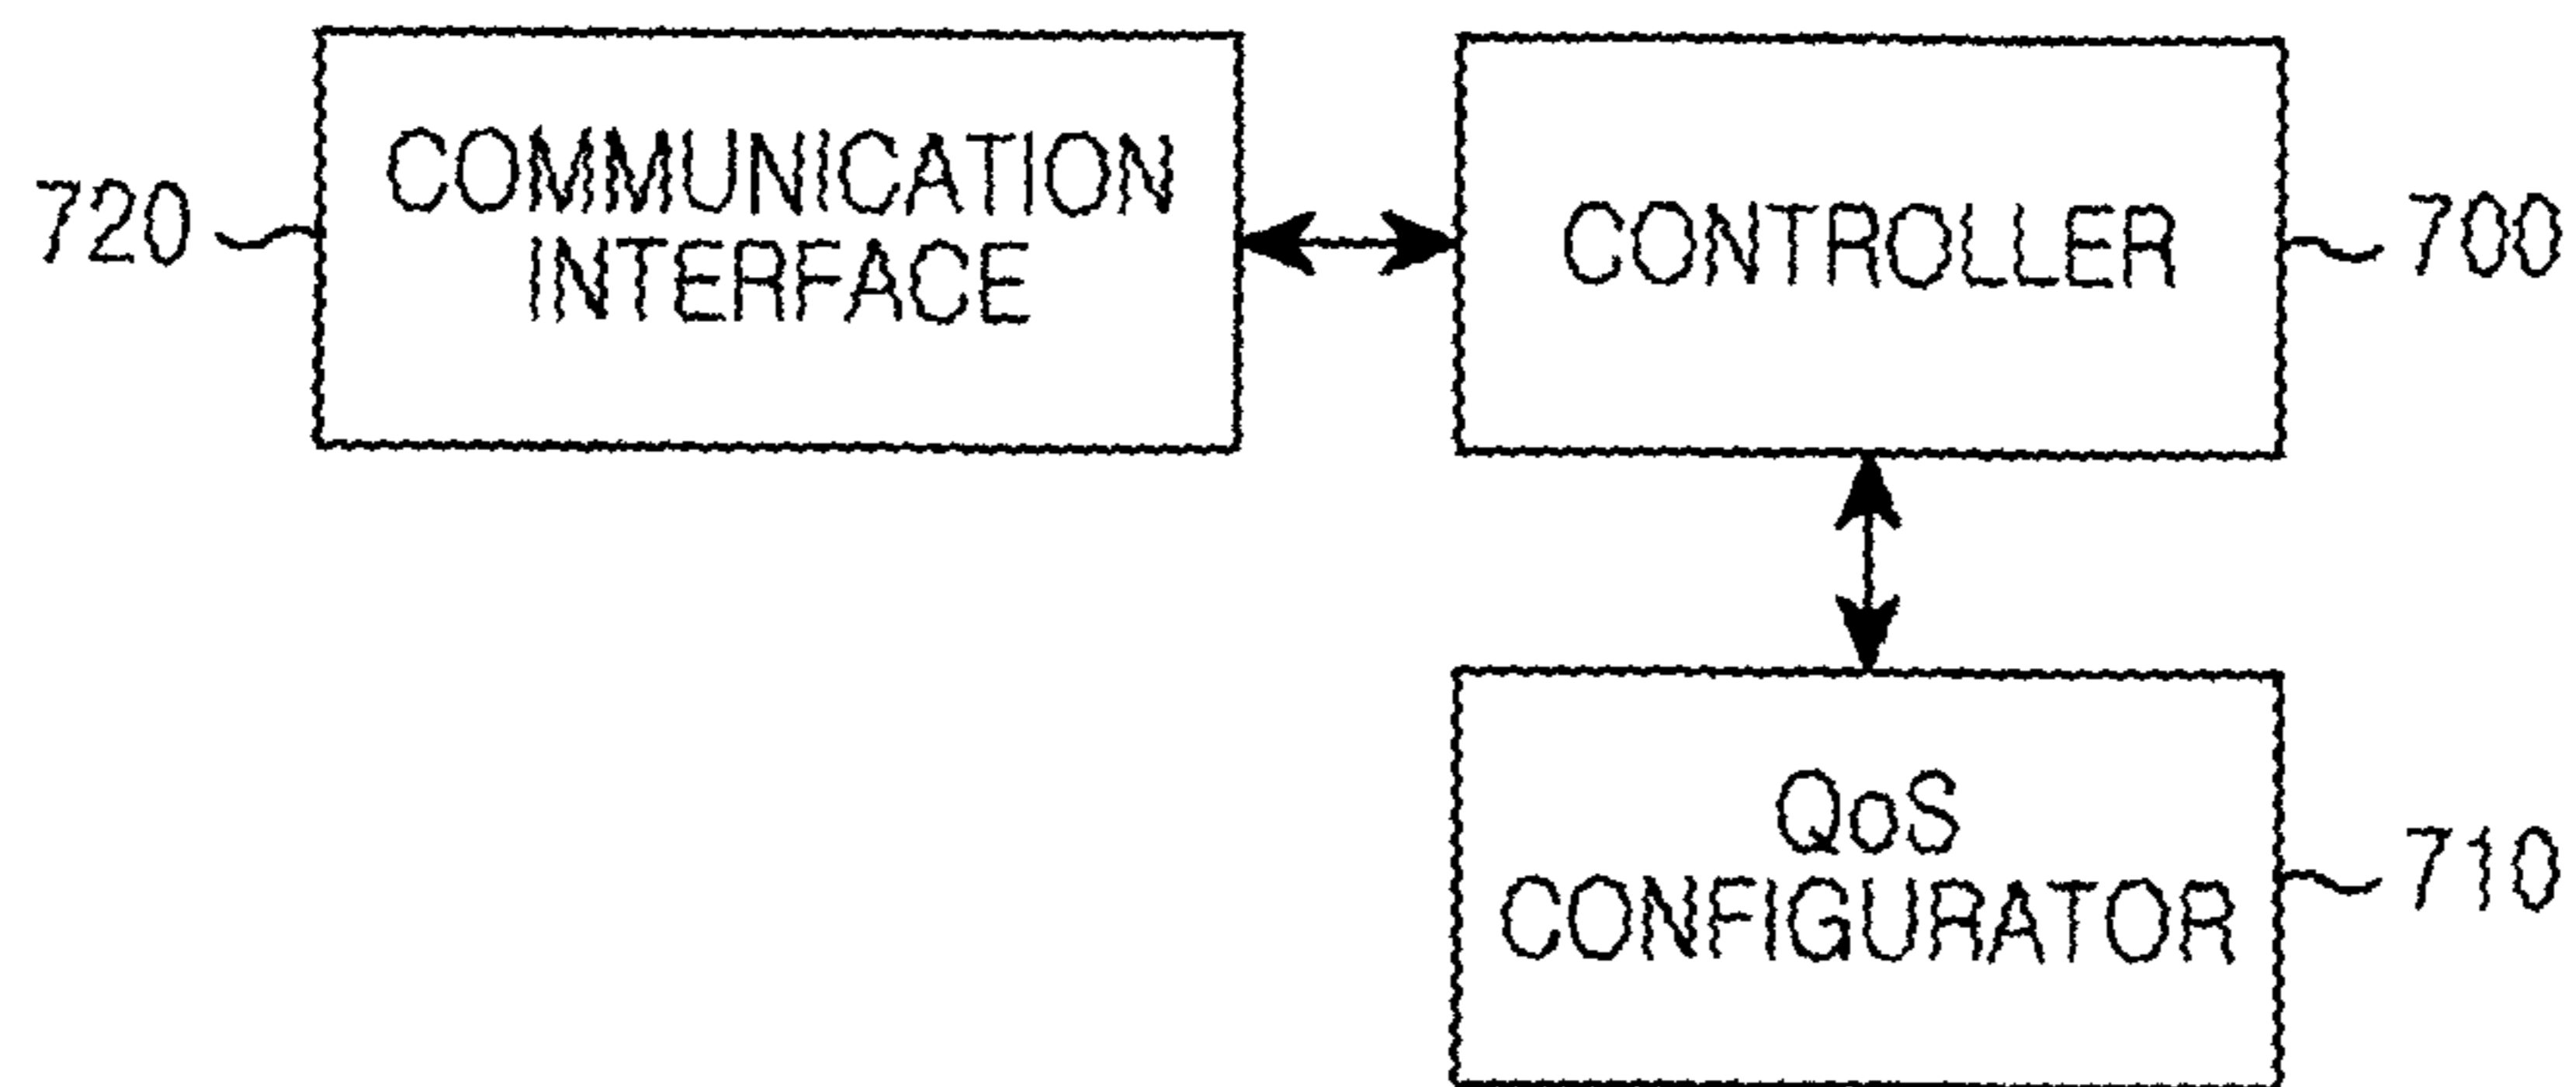 COMMUNICATION
INTERFACE
720
CONTROLLER
700
QoS
CONFIGURATOR
710